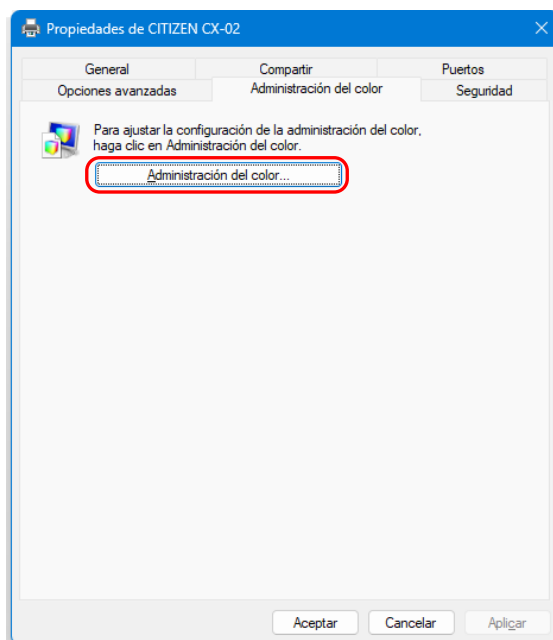 Propiedades de CITIZEN CX-02
General Compartir Puertos
Opciones avanzadas Administración del color Seguridad
Para ajustar la configuración de la administración del color,
haga clic en Administración del color.
Administración del color...
Aceptar Cancelar Aplicar